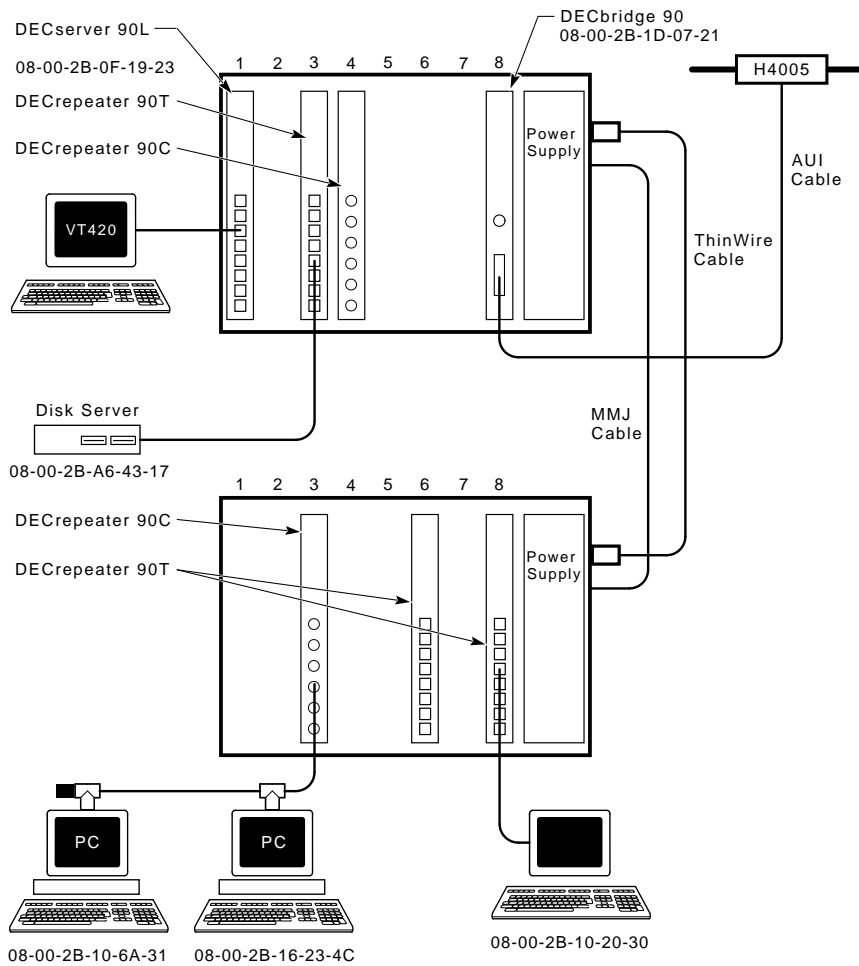 DECserver 90L
08-00-2B-0F-19-23
DECrepeater 90T
DECrepeater 90C
1 2 3 4 5 6 7 8
DECbridge 90
08-00-2B-1D-07-21
H4005
Power
Supply
AUI
Cable
ThinWire
Cable
VT420
MMJ
Cable
Disk Server
08-00-2B-A6-43-17
1 2 3 4 5 6 7 8
DECrepeater 90C
DECrepeater 90T
Power
Supply
PC
PC
08-00-2B-10-6A-31
08-00-2B-16-23-4C
08-00-2B-10-20-30